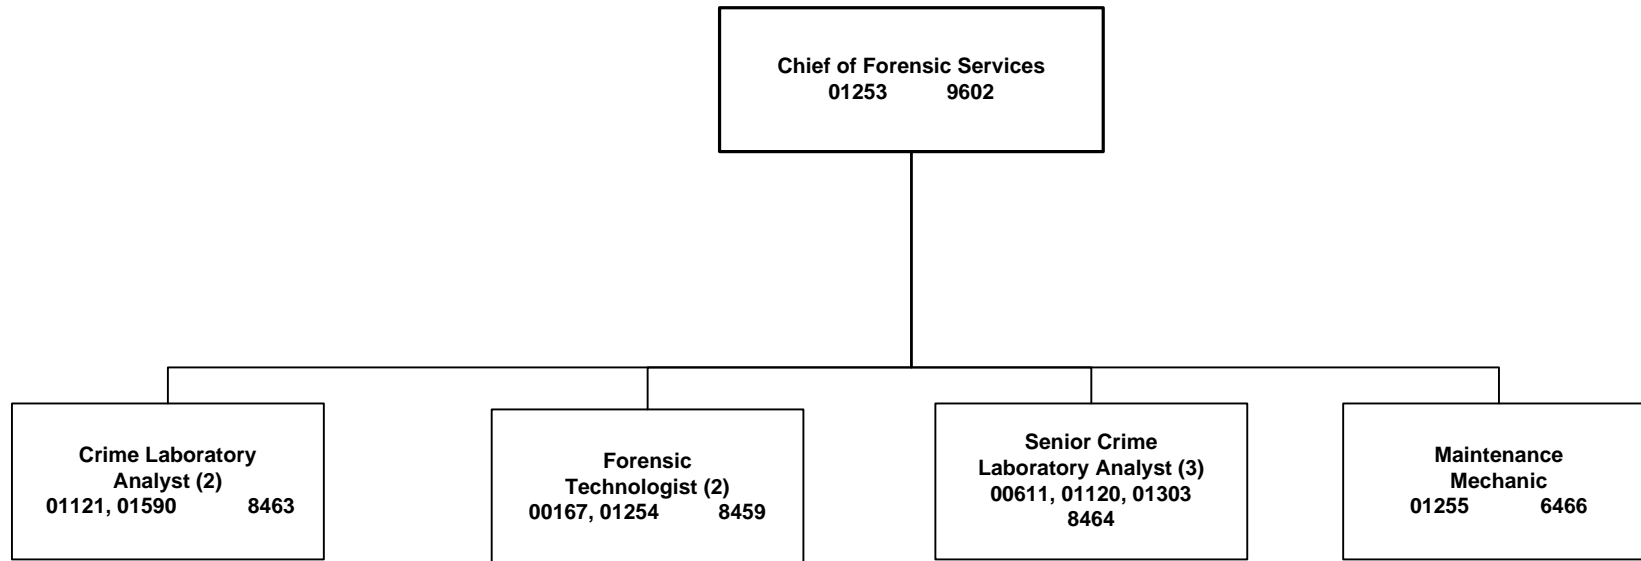 Chief of Forensic Services
01253 9602
Crime Laboratory
Analyst (2)
01121, 01590 8463
Forensic
Technologist (2)
00167, 01254 8459
Senior Crime
Laboratory Analyst (3)
00611, 01120, 01303
8464
Maintenance
Mechanic
01255 6466